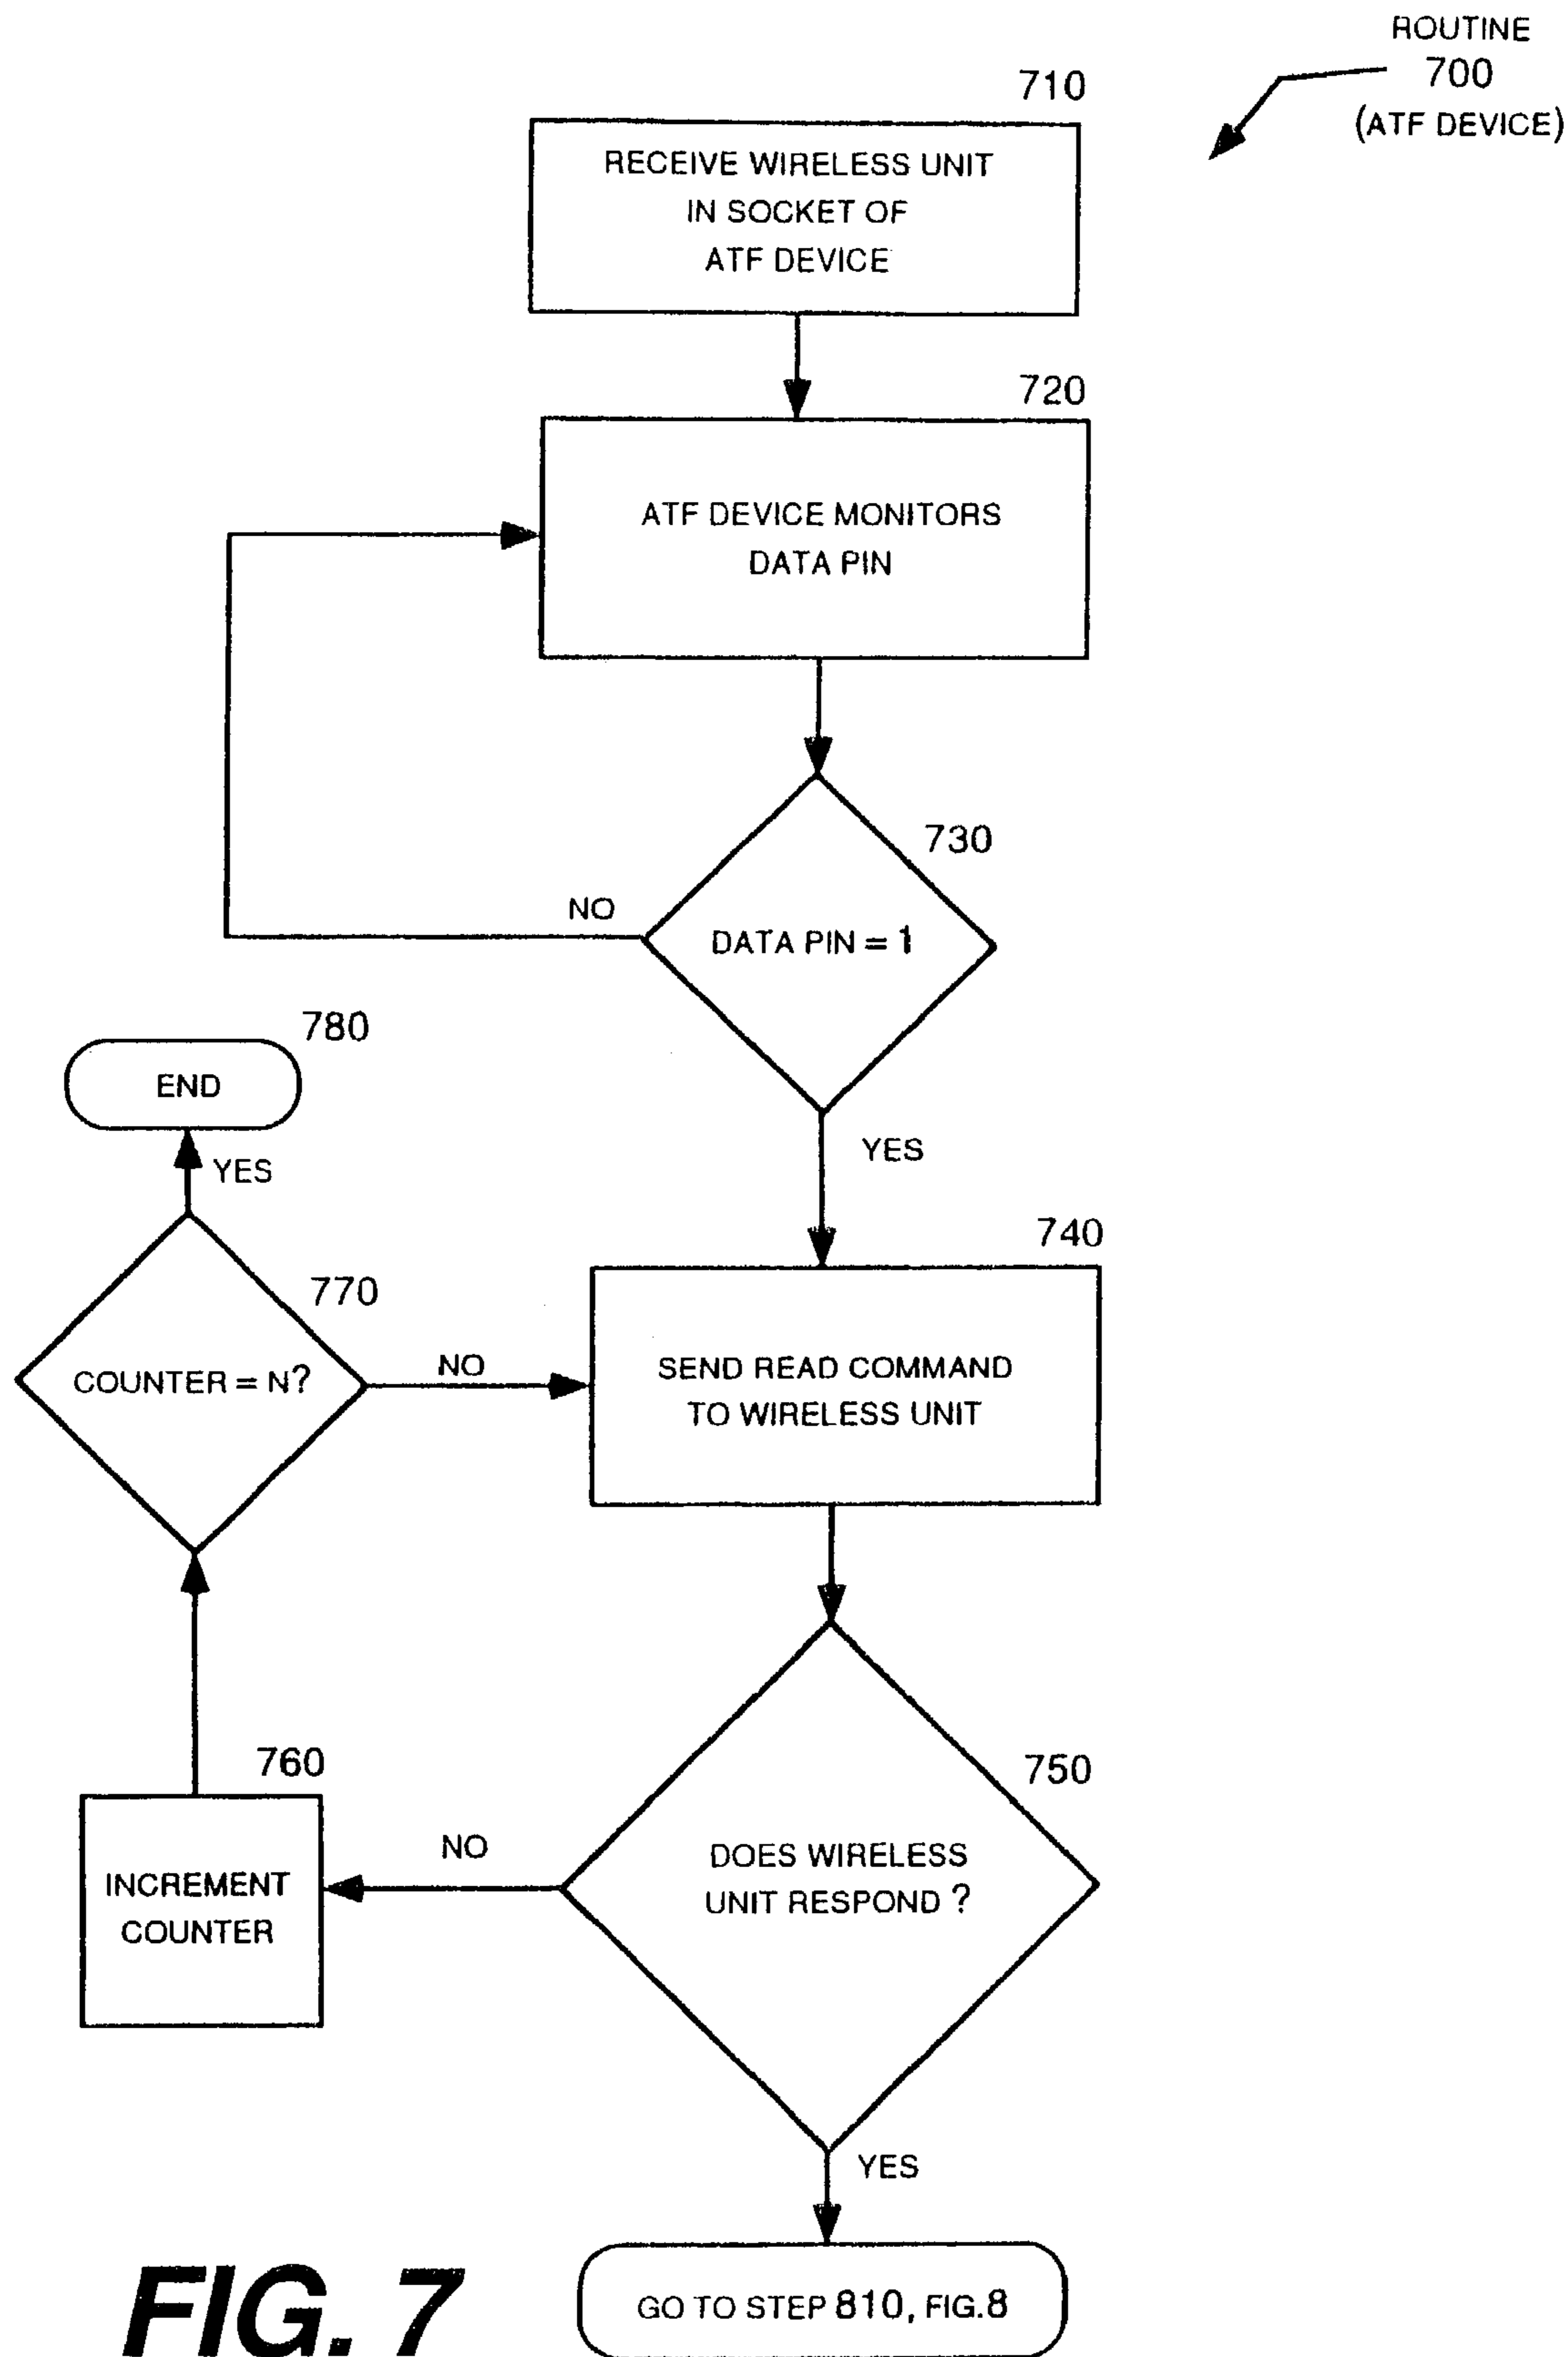 ROUTINE
700
(ATF DEVICE)
710
RECEIVE WIRELESS UNIT
IN SOCKET OF
ATF DEVICE
720
ATF DEVICE MONITORS
DATA PIN
730
NO
DATA PIN = 1
780
END
YES
YES
740
770
COUNTER = N?
NO
SEND READ COMMAND
TO WIRELESS UNIT
760
750
NO
INCREMENT
COUNTER
DOES WIRELESS
UNIT RESPOND ?
YES
GO TO STEP 810, FIG.8
FIG. 7